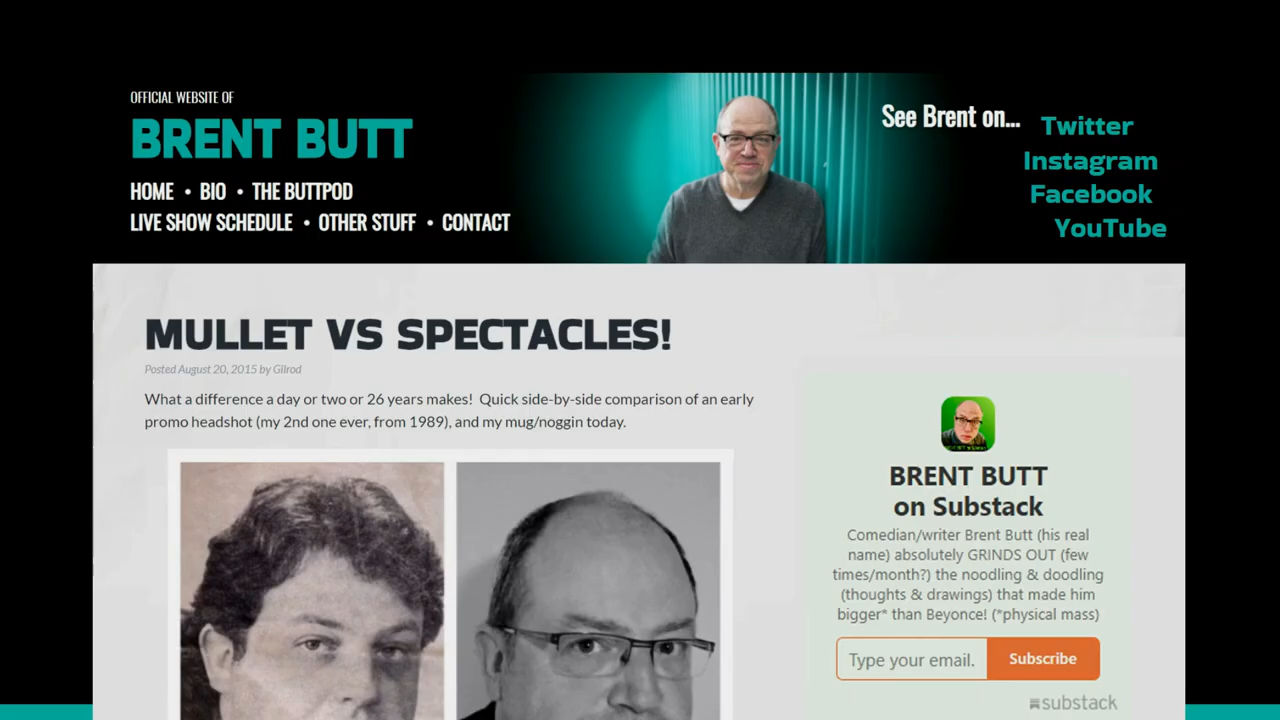 OFFICIAL WEBSITE OF
BRENT BUTT
HOME • BIO • THE BUTTPOD
LIVE SHOW SCHEDULE • OTHER STUFF • CONTACT
See Brent on...
Twitter
Instagram
Facebook
YouTube
MULLET VS SPECTACLES!
Posted August 20, 2015 by Gilrod
What a difference a day or two or 26 years makes! Quick side-by-side comparison of an early
promo headshot (my 2nd one ever, from 1989), and my mug/noggin today.
BRENT BUTT
on Substack
Comedian/writer Brent Butt (his real
name) absolutely GRINDS OUT (few
times/month?) the noodling & doodling
(thoughts & drawings) that made him
bigger* than Beyonce! (*physical mass)
Type your email.
Subscribe
substack